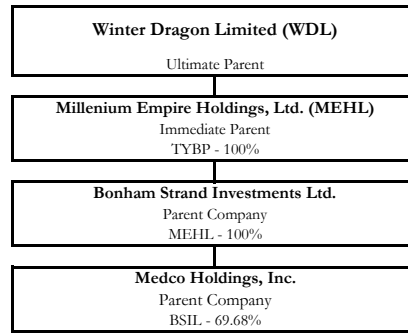 Winter Dragon Limited (WDL)
Ultimate Parent
Millenium Empire Holdings, Ltd. (MEHL)
Immediate Parent
TYBP - 100%
Bonham Strand Investments Ltd.
Parent Company
MEHL - 100%
Medco Holdings, Inc.
Parent Company
BSIL - 69.68%